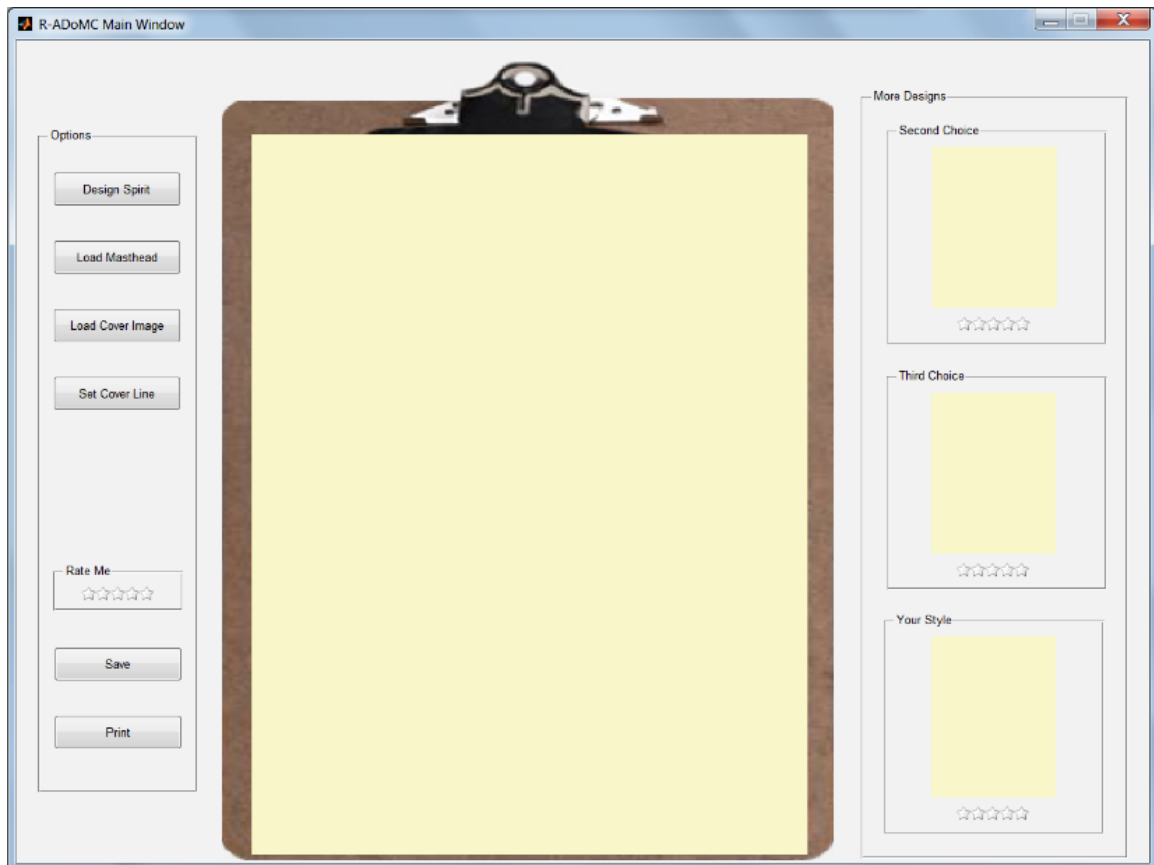 R-ADoMC Main Window
Options
Design Spirit
Load Masthead
Load Cover Image
Set Cover Line
Rate Me
Save
Print
More Designs
Second Choice
Third Choice
Your Style